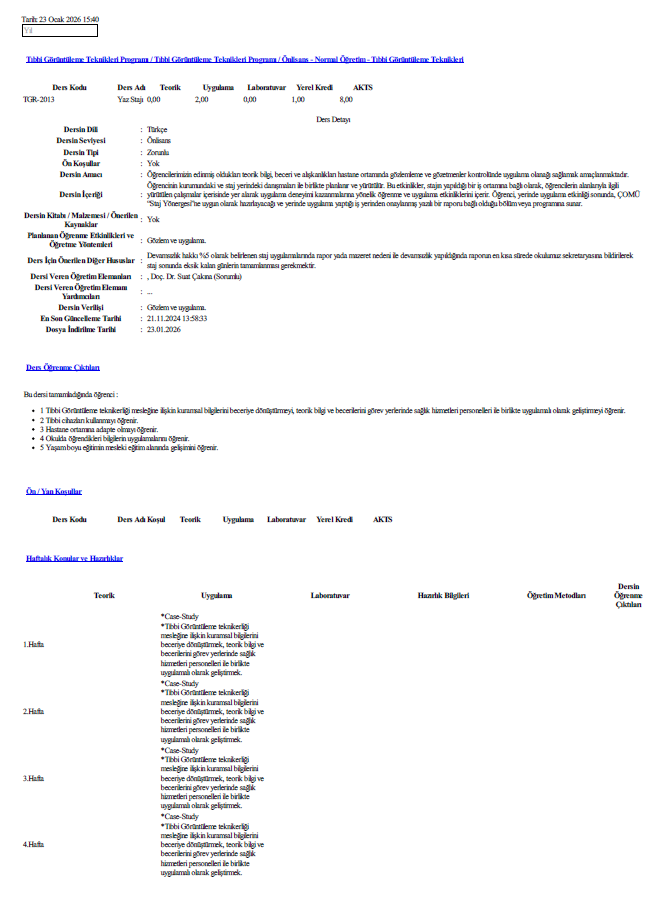 Tarih: 23 Ocak 2026 15:40
Yıl
Tıbbi Görüntüleme Teknikleri Programı / Tıbbi Görüntüleme Teknikleri Programı / Önlisans - Normal Öğretim - Tıbbi Görüntüleme Teknikleri
Ders Kodu Ders Adı Teorik Uygulama Laboratuvar Yerel Kredi AKTS
TGR-2013 Yaz Stajı 0,00 2,00 0,00 1,00 8,00
Ders Detayı
Dersin Dili : Türkçe
Dersin Seviyesi : Önlisans
Dersin Tipi : Zorunlu
Ön Koşullar : Yok
Dersin Amacı : Öğrencilerimizin edinmiş oldukları teorik bilgi, beceri ve alışkanlıkları hastane ortamında gözlemleme ve gözetmenler kontrolünde uygulama olanağı sağlamak amaçlanmaktadır.
Öğrencinin kurumundaki ve staj yerindeki danışmaları ile birlikte planlanır ve yürütülür. Bu etkinlikler, stajın yapıldığı bir iş ortamına bağlı olarak, öğrencilerin alanlarıyla ilgili
Dersin İçeriği : yürütülen çalışmalar içerisinde yer alarak uygulama deneyimi kazanmalarına yönelik öğrenme ve uygulama etkinliklerini içerir. Öğrenci, yerinde uygulama etkinliği sonunda, ÇOMÜ
"Staj Yönergesi"ne uygun olarak hazırlayacağı ve yerinde uygulama yaptığı iş yerinden onaylanmış yazılı bir raporu bağlı olduğu bölüm veya programına sunar.
Dersin Kitabı / Malzemesi / Önerilen
Kaynaklar : Yok
Planlanan Öğrenme Etkinlikleri ve
Öğretme Yöntemleri : Gözlem ve uygulama.
Ders İçin Önerilen Diğer Hususlar : Devamsızlık hakkı %5 olarak belirlenen staj uygulamalarında rapor yada mazeret nedeni ile devamsızlık yapıldığında raporun en kısa sürede okulumuz sekretaryasına bildirilerek
staj sonunda eksik kalan günlerin tamamlanması gerekmektir.
Dersi Veren Öğretim Elemanları : , Doç. Dr. Suat Çakına (Sorumlu)
Dersi Veren Öğretim Elemanı
Yardımcıları : ...
Dersin Verilişi : Gözlem ve uygulama.
En Son Güncelleme Tarihi : 21.11.2024 13:58:33
Dosya İndirilme Tarihi : 23.01.2026
Ders Öğrenme Çıktıları
Bu dersi tamamladığında öğrenci :
• 1 Tıbbi Görüntüleme teknikerliği mesleğine ilişkin kuramsal bilgilerini beceriye dönüştürmeyi, teorik bilgi ve becerilerini görev yerlerinde sağlık hizmetleri personelleri ile birlikte uygulamalı olarak geliştirmeyi öğrenir.
• 2 Tıbbi cihazları kullanmayı öğrenir.
• 3 Hastane ortamına adapte olmayı öğrenir.
• 4 Okulda öğrendikleri bilgilerin uygulamalarını öğrenir.
• 5 Yaşam boyu eğitimin mesleki eğitim alanında gelişimini öğrenir.
Ön / Yan Koşullar
Ders Kodu Ders Adı Koşul Teorik Uygulama Laboratuvar Yerel Kredi AKTS
Haftalık Konular ve Hazırlıklar
Teorik Uygulama Laboratuvar Hazırlık Bilgileri Öğretim Metodları Dersin
Öğrenme
Çıktıları
1.Hafta
*Case-Study
*Tıbbi Görüntüleme teknikerliği
mesleğine ilişkin kuramsal bilgilerini
beceriye dönüştürmek, teorik bilgi ve
becerilerini görev yerlerinde sağlık
hizmetleri personelleri ile birlikte
uygulamalı olarak geliştirmek.
2.Hafta
*Case-Study
*Tıbbi Görüntüleme teknikerliği
mesleğine ilişkin kuramsal bilgilerini
beceriye dönüştürmek, teorik bilgi ve
becerilerini görev yerlerinde sağlık
hizmetleri personelleri ile birlikte
uygulamalı olarak geliştirmek.
3.Hafta
*Case-Study
*Tıbbi Görüntüleme teknikerliği
mesleğine ilişkin kuramsal bilgilerini
beceriye dönüştürmek, teorik bilgi ve
becerilerini görev yerlerinde sağlık
hizmetleri personelleri ile birlikte
uygulamalı olarak geliştirmek.
4.Hafta
*Case-Study
*Tıbbi Görüntüleme teknikerliği
mesleğine ilişkin kuramsal bilgilerini
beceriye dönüştürmek, teorik bilgi ve
becerilerini görev yerlerinde sağlık
hizmetleri personelleri ile birlikte
uygulamalı olarak geliştirmek.